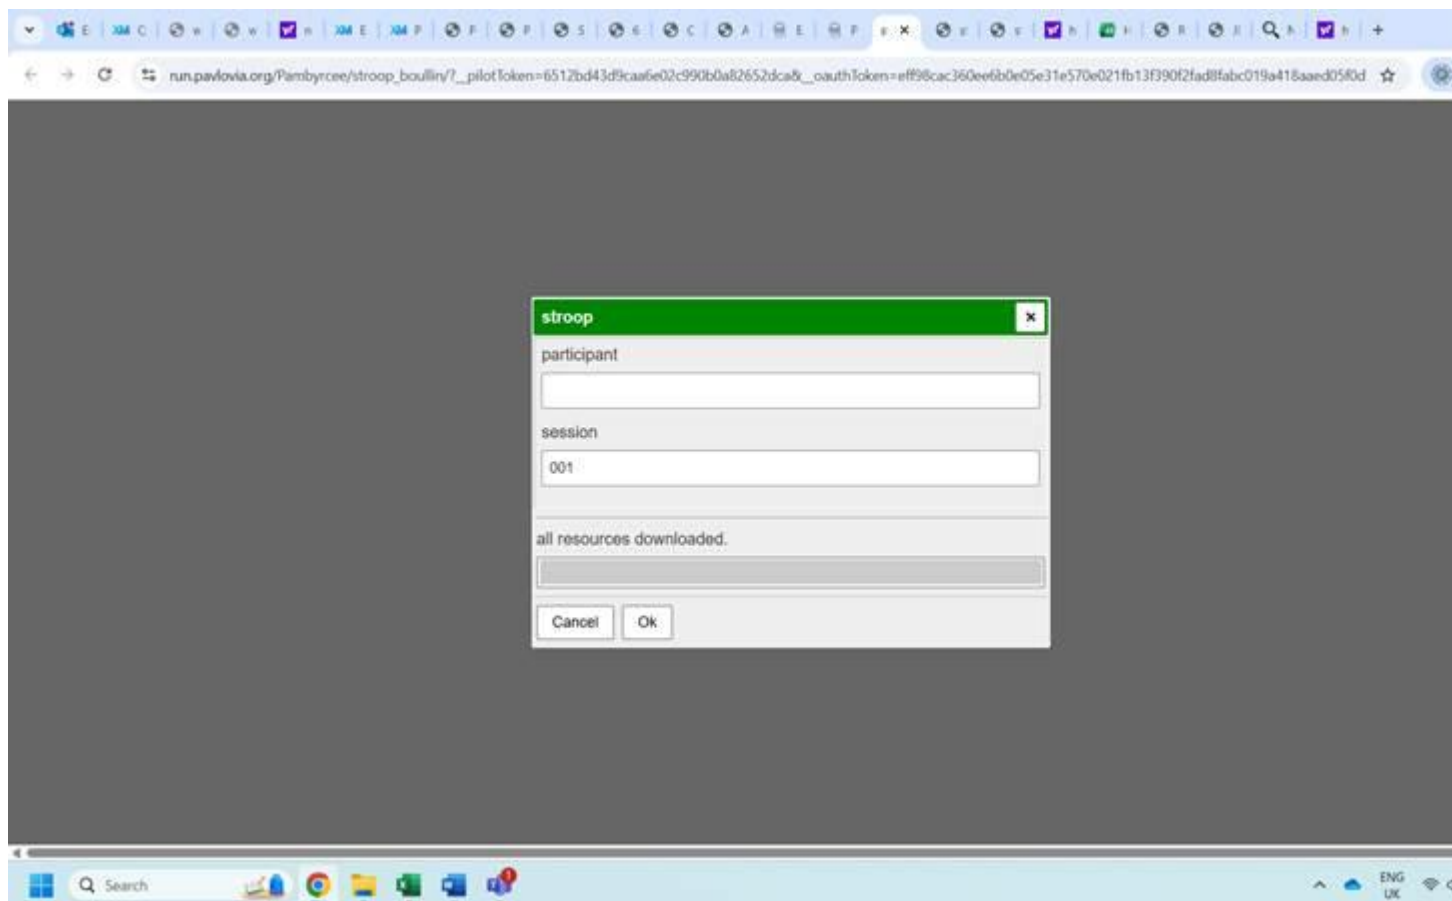 run.pavlovia.org/Pambyrcee/stroop_boullin/?__pilotToken=6512bd43d9caa6e02c990b0a82652dca&__oauthToken=eff98cac360ee6b0e05e31e570e021fb13f390f2fad8fabc019a418aaed05f0d
stroop
participant
session
001
all resources downloaded.
Cancel Ok
Search
ENG
UK